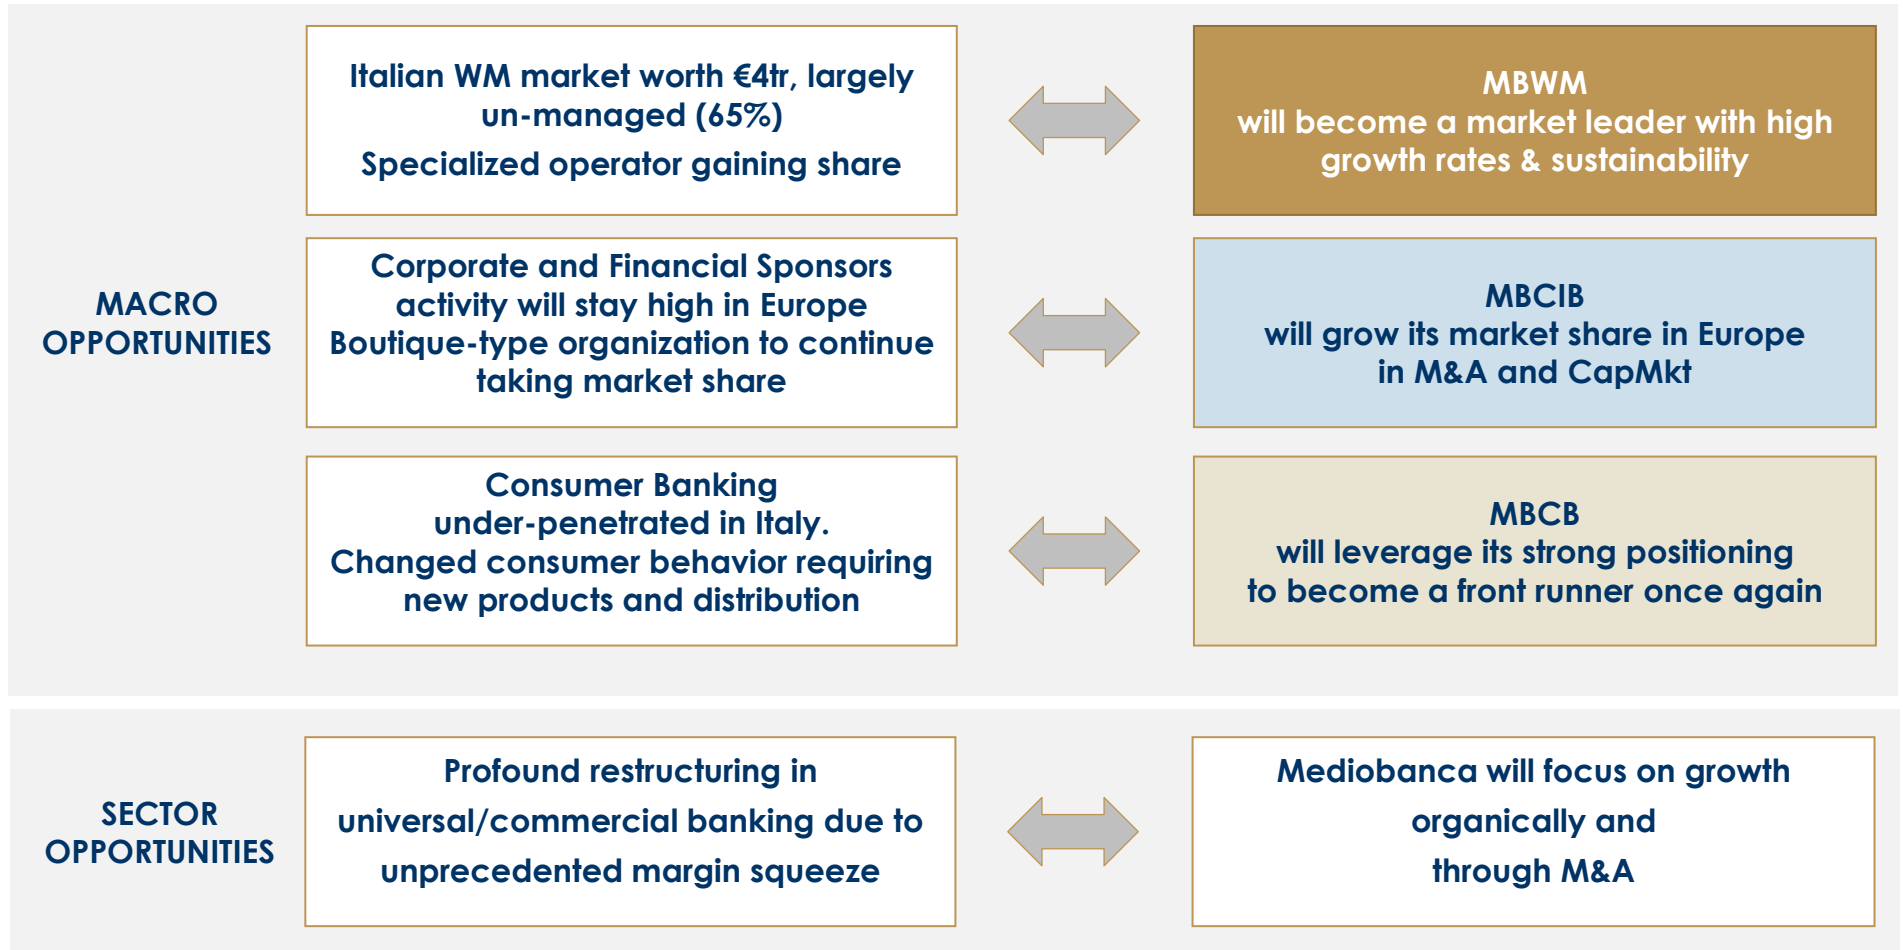 MACRO
OPPORTUNITIES
Italian WM market worth €4tr, largely
un-managed (65%)
Specialized operator gaining share
MBWM
will become a market leader with high
growth rates & sustainability
Corporate and Financial Sponsors
activity will stay high in Europe
Boutique-type organization to continue
taking market share
MBCIB
will grow its market share in Europe
in M&A and CapMkt
Consumer Banking
under-penetrated in Italy.
Changed consumer behavior requiring
new products and distribution
MBCB
will leverage its strong positioning
to become a front runner once again
SECTOR
OPPORTUNITIES
Profound restructuring in
universal/commercial banking due to
unprecedented margin squeeze
Mediobanca will focus on growth
organically and
through M&A